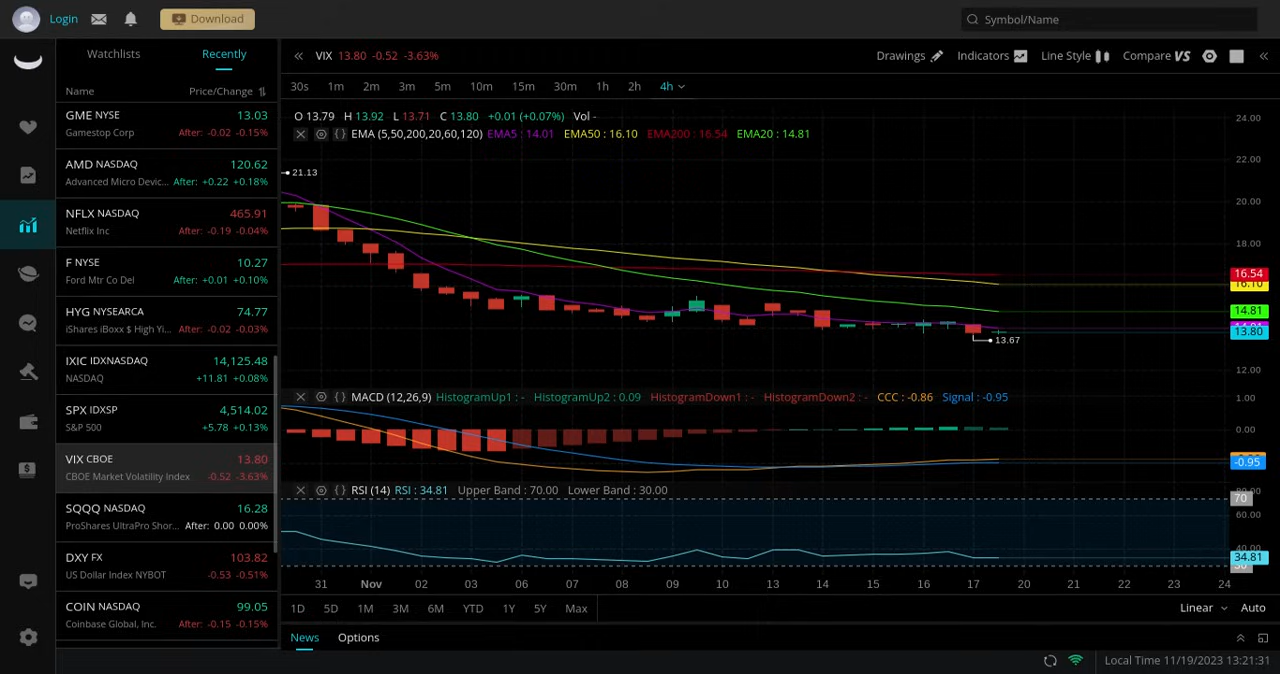 Login
Download
Symbol/Name
Watchlists Recently
Name Price/Change
GME NYSE 13.03
Gamestop Corp After: -0.02 -0.15%
AMD NASDAQ 120.62
Advanced Micro Devic... After: +0.22 +0.18%
NFLX NASDAQ 465.91
Netflix Inc After: -0.19 -0.04%
F NYSE 10.27
Ford Mtr Co Del After: +0.01 +0.10%
HYG NYSEARCA 74.77
iShares iBoxx $ High Yi... After: -0.02 -0.03%
IXIC IDXNASDAQ 14,125.48
NASDAQ +11.81 +0.08%
SPX IDXSP 4,514.02
S&P 500 +5.78 +0.13%
VIX CBOE 13.80
CBOE Market Volatility Index -0.52 -3.63%
SQQQ NASDAQ 16.28
ProShares UltraPro Shor... After: 0.00 0.00%
DXY FX 103.82
US Dollar Index NYBOT -0.53 -0.51%
COIN NASDAQ 99.05
Coinbase Global, Inc. After: -0.15 -0.15%
VIX 13.80 -0.52 -3.63% Drawings Indicators Line Style Compare VS
30s 1m 2m 3m 5m 10m 15m 30m 1h 2h 4h
O 13.79 H 13.92 L 13.71 C 13.80 +0.01 (+0.07%) Vol -
EMA (5,50,200,20,60,120) EMA5 : 14.01 EMA50 : 16.10 EMA200 : 16.54 EMA20 : 14.81
24.00
22.00
21.13
20.00
18.00
16.54
16.10
14.81
13.80
13.67
12.00
MACD (12,26,9) HistogramUp1 : - HistogramUp2 : 0.09 HistogramDown1 : - HistogramDown2 : - CCC : -0.86 Signal : -0.95
1.00
0.00
-0.95
RSI (14) RSI : 34.81 Upper Band : 70.00 Lower Band : 30.00
70
60.00
34.81
31 Nov 02 03 06 07 08 09 10 13 14 15 16 17 20 21 22 23 24
1D 5D 1M 3M 6M YTD 1Y 5Y Max Linear Auto
News Options
Local Time 11/19/2023 13:21:31